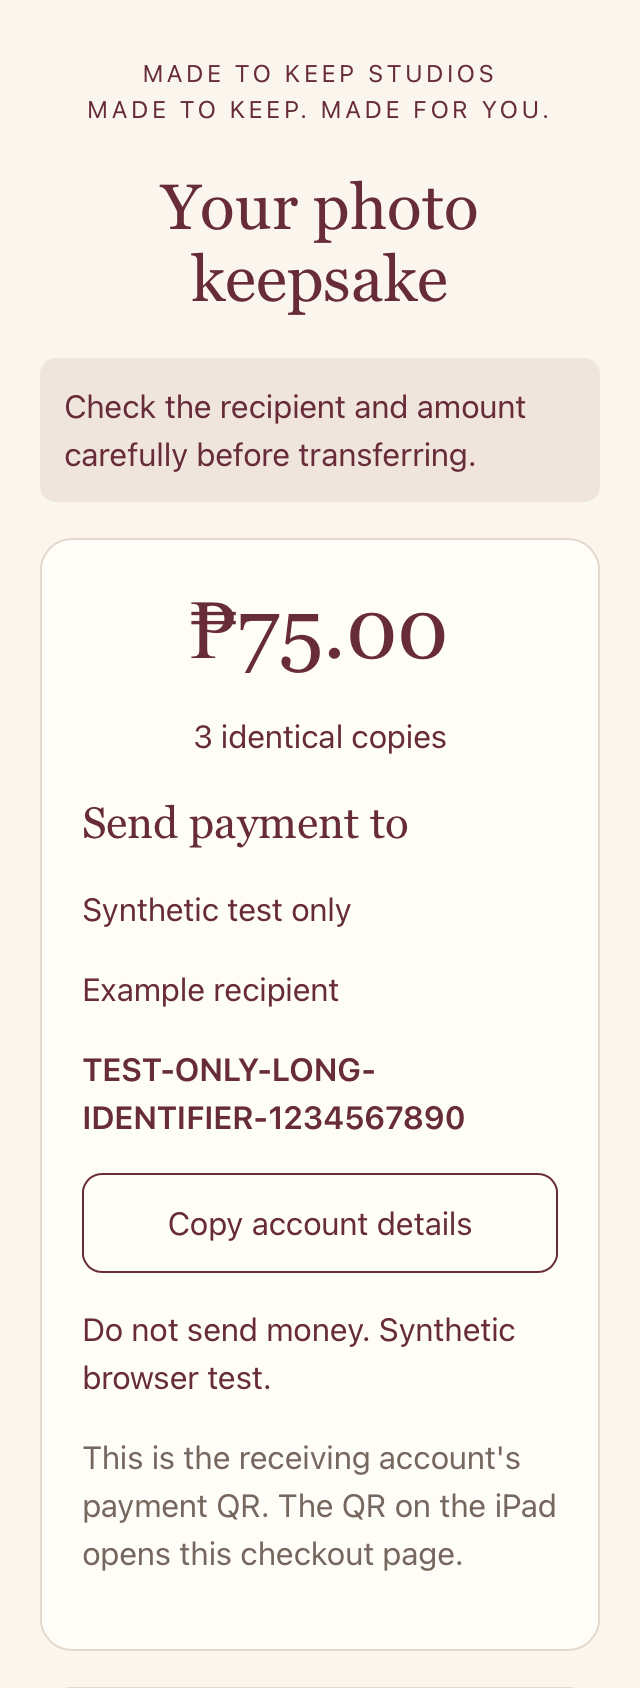 MADE TO KEEP STUDIOS
MADE TO KEEP. MADE FOR YOU.
Your photo
keepsake
Check the recipient and amount
carefully before transferring.
₱75.00
3 identical copies
Send payment to
Synthetic test only
Example recipient
TEST-ONLY-LONG-
IDENTIFIER-1234567890
Copy account details
Do not send money. Synthetic
browser test.
This is the receiving account's
payment QR. The QR on the iPad
opens this checkout page.